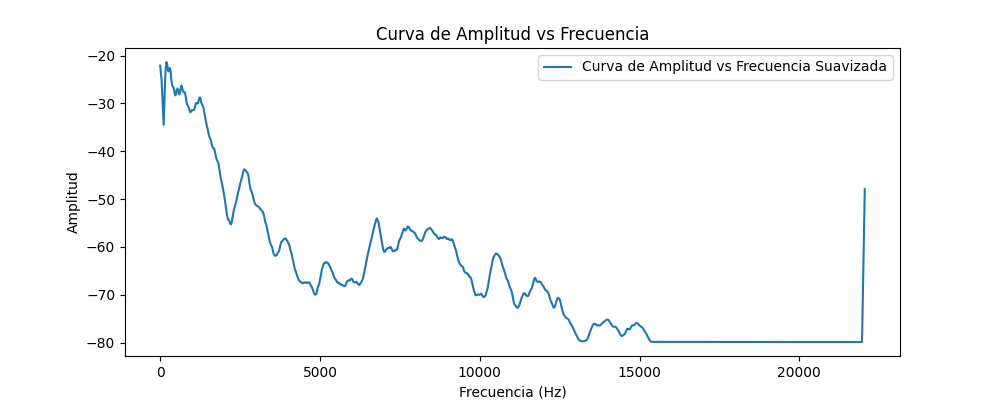 Curva de Amplitud vs Frecuencia
Curva de Amplitud vs Frecuencia Suavizada
Amplitud
−20
−30
−40
−50
−60
−70
−80
0 5000 10000 15000 20000
Frecuencia (Hz)